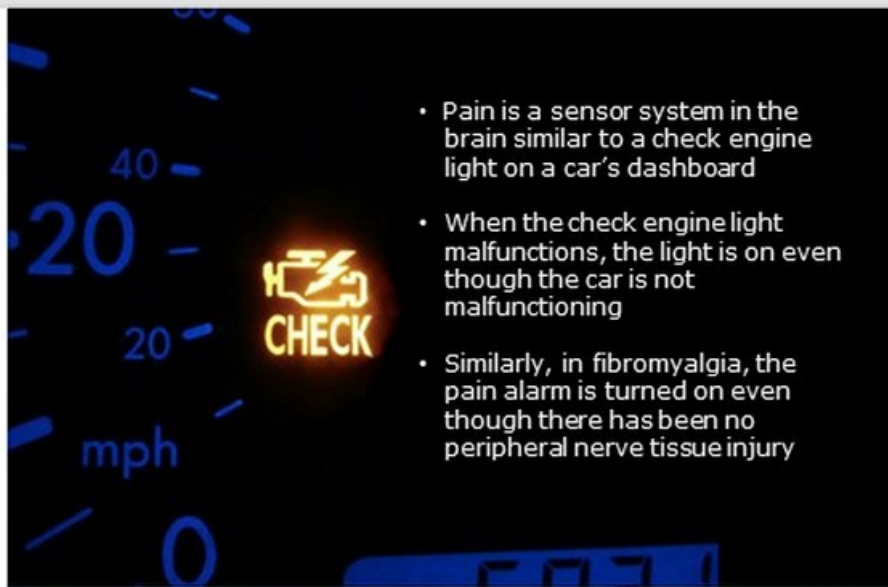 40
20
20
mph
0
CHECK
• Pain is a sensor system in the
brain similar to a check engine
light on a car's dashboard
• When the check engine light
malfunctions, the light is on even
though the car is not
malfunctioning
• Similarly, in fibromyalgia, the
pain alarm is turned on even
though there has been no
peripheral nerve tissue injury